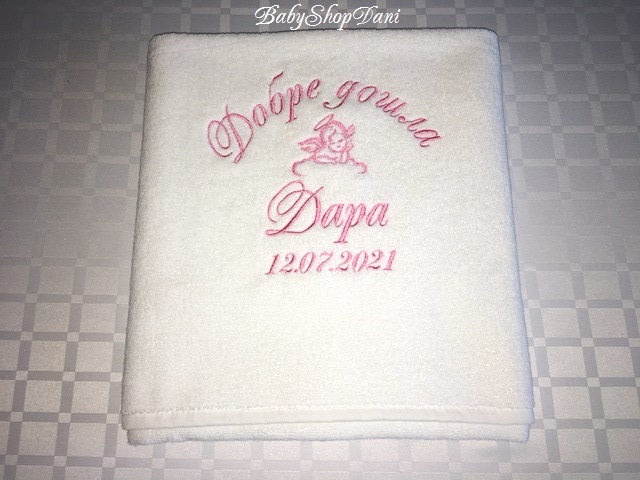 BabyShopDani
Добре дошла
Дара
12.07.2021